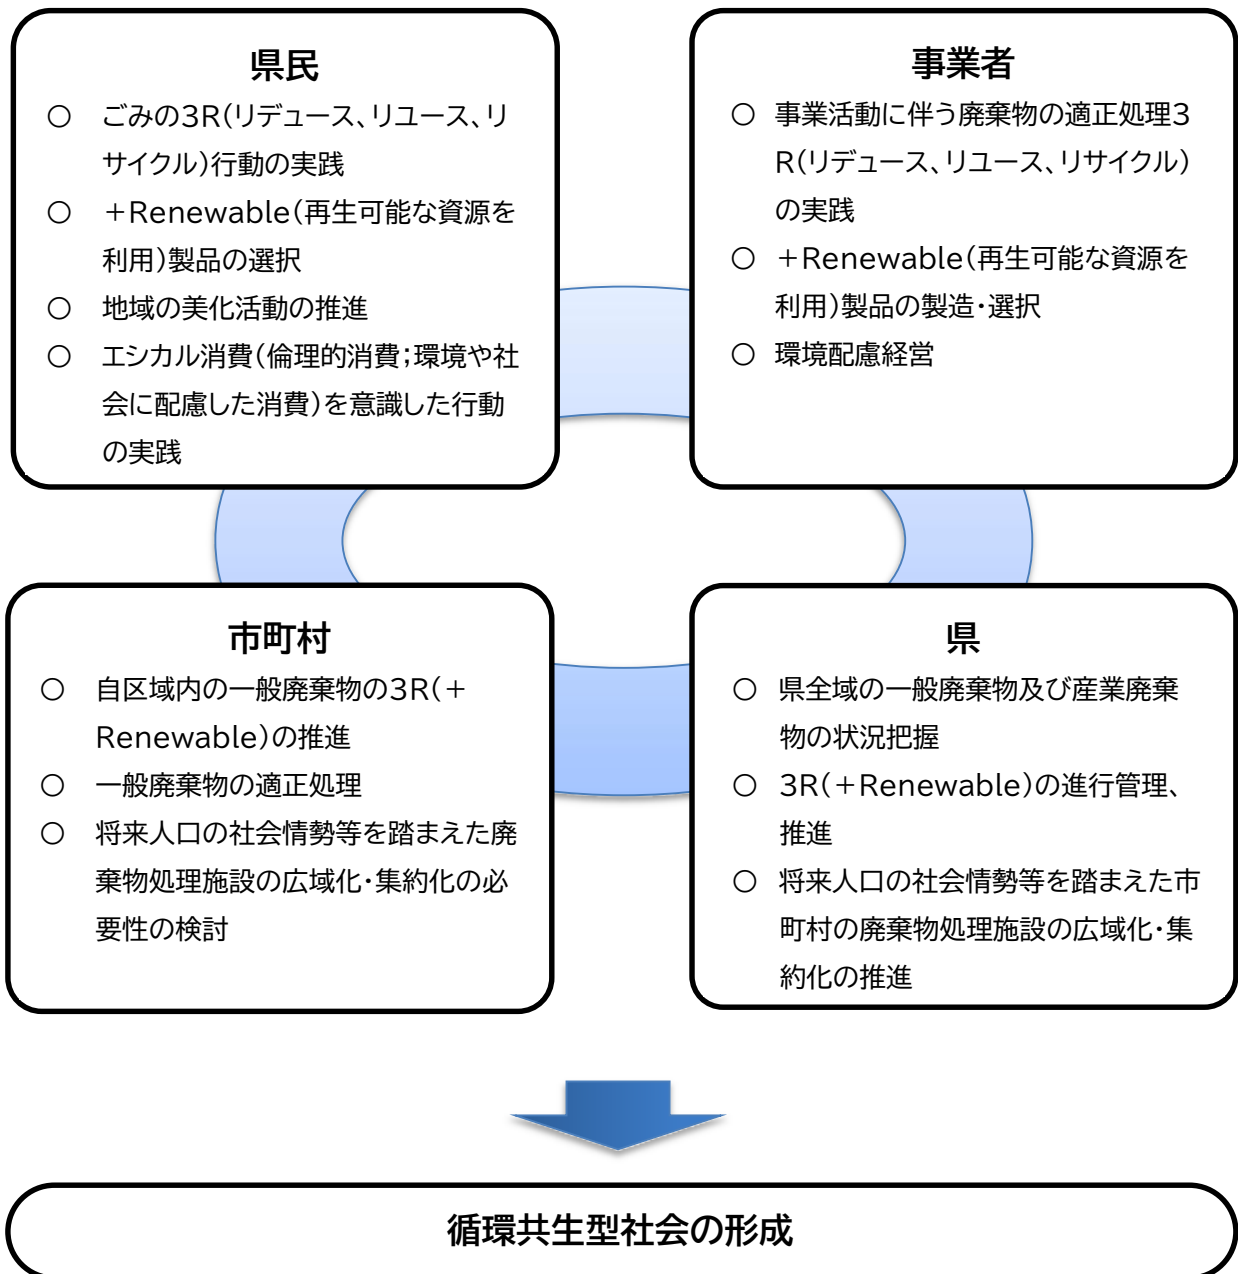 県民
○ ごみの3R(リデュース、リユース、リ
サイクル)行動の実践
○ +Renewable(再生可能な資源を
利用)製品の選択
○ 地域の美化活動の推進
○ エシカル消費(倫理的消費;環境や社
会に配慮した消費)を意識した行動
の実践
事業者
○ 事業活動に伴う廃棄物の適正処理3
R(リデュース、リユース、リサイクル)
の実践
○ +Renewable(再生可能な資源を
利用)製品の製造・選択
○ 環境配慮経営
市町村
○ 自区域内の一般廃棄物の3R(+
Renewable)の推進
○ 一般廃棄物の適正処理
○ 将来人口の社会情勢等を踏まえた廃
棄物処理施設の広域化・集約化の必
要性の検討
県
○ 県全域の一般廃棄物及び産業廃棄
物の状況把握
○ 3R(+Renewable)の進行管理、
推進
○ 将来人口の社会情勢等を踏まえた市
町村の廃棄物処理施設の広域化・集
約化の推進
循環共生型社会の形成